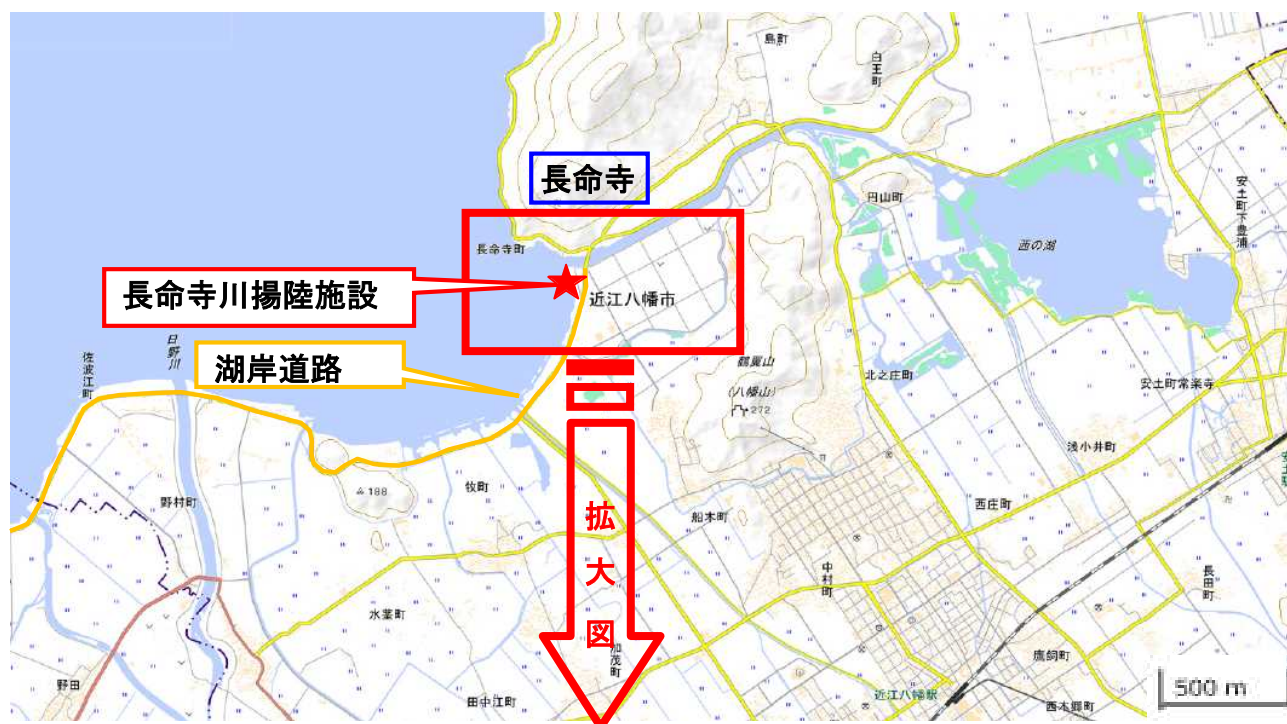 島町
白王町
長命寺
円山町
安土町下豊浦
長命寺町
西の湖
長命寺川揚陸施設
近江八幡市
日野川
佐波江町
湖岸道路
鶴翼山
(八幡山)
272
北之庄町
安土町常楽寺
浅小井町
188
牧町
野村町
船木町
西庄町
拡大図
中村町
長田町
水茎町
加茂町
鷹飼町
野田
田中江町
近江八幡駅
西本郷町
500 m